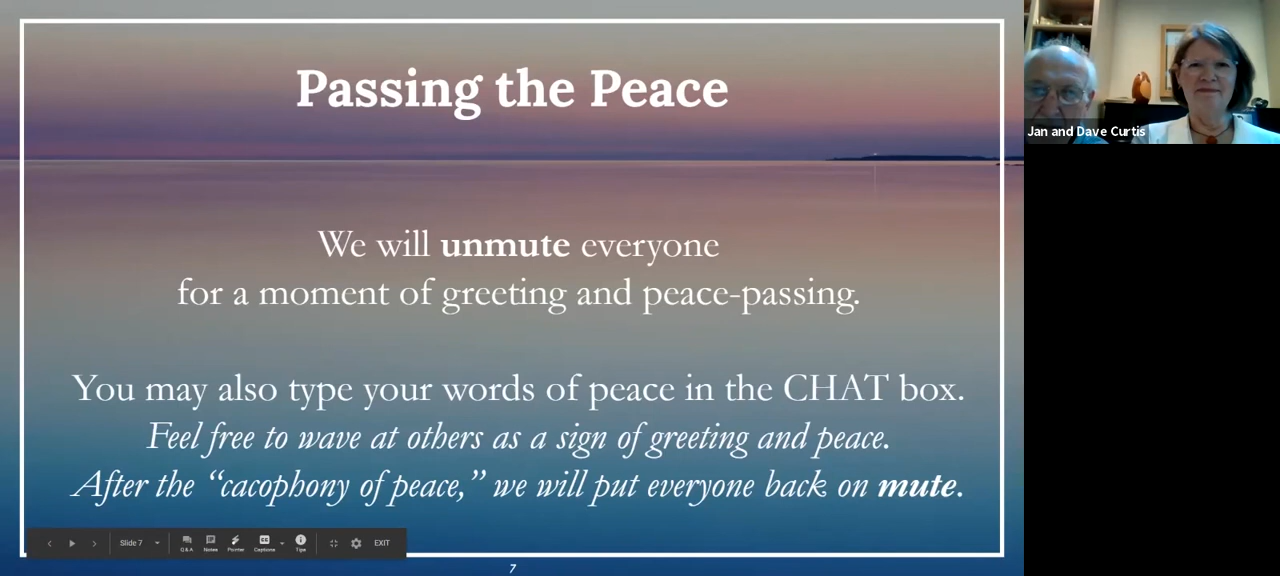 Passing the Peace
We will unmute everyone
for a moment of greeting and peace-passing.
You may also type your words of peace in the CHAT box.
Feel free to wave at others as a sign of greeting and peace.
After the “cacophony of peace,” we will put everyone back on mute.
Slide 7
Q&A
Notes
Pointer
Captions
Tips
EXIT
7
Jan and Dave Curtis